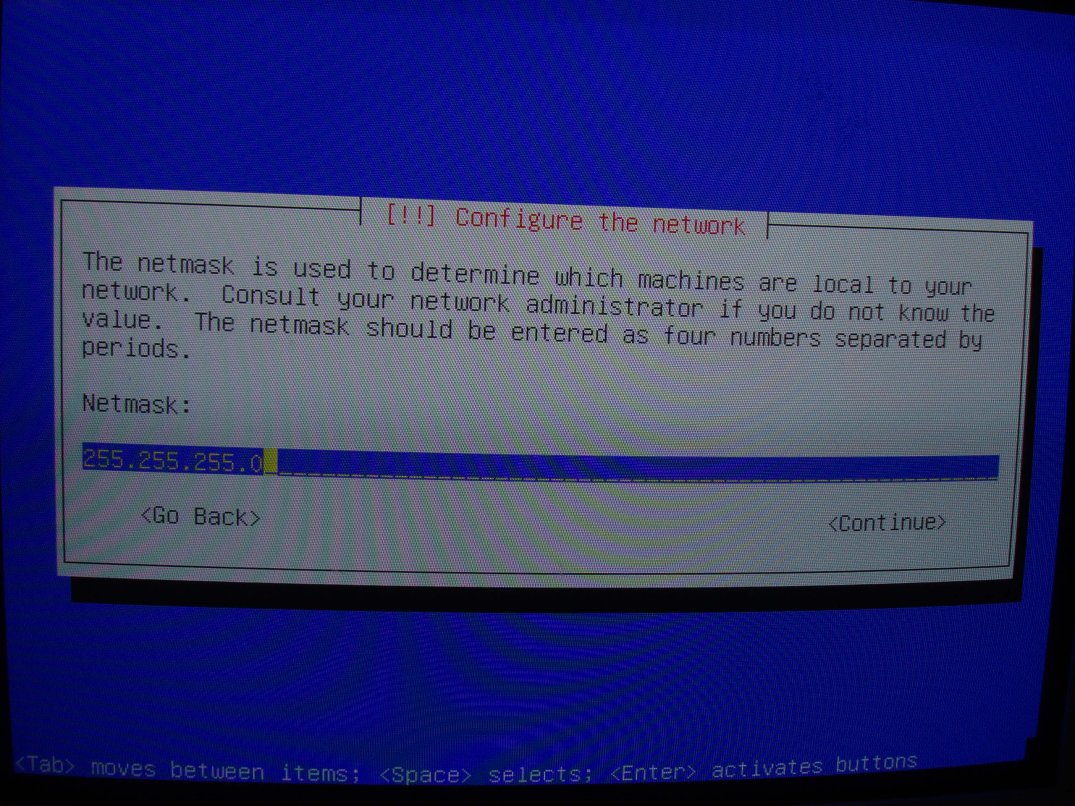 [!!] Configure the network
The netmask is used to determine which machines are local to your
network.  Consult your network administrator if you do not know the
value.  The netmask should be entered as four numbers separated by
periods.
Netmask:
255.255.255.0
<Go Back> <Continue>
<Tab> moves between items; <Space> selects; <Enter> activates buttons